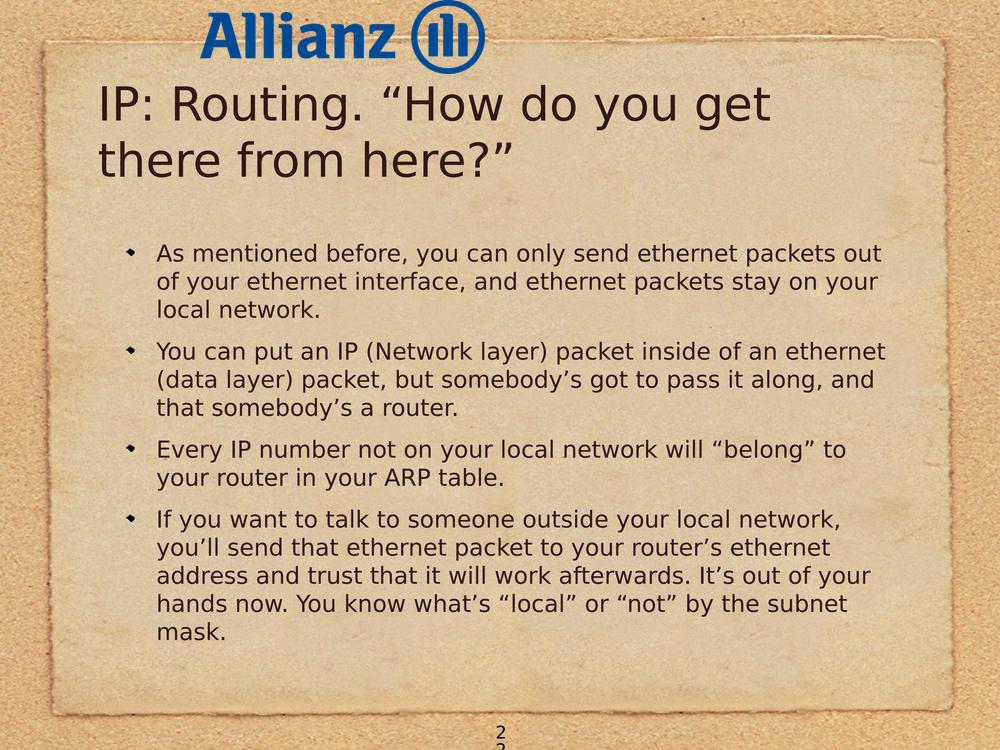 Allianz
IP: Routing. “How do you get
there from here?”
As mentioned before, you can only send ethernet packets out
of your ethernet interface, and ethernet packets stay on your
local network.
You can put an IP (Network layer) packet inside of an ethernet
(data layer) packet, but somebody’s got to pass it along, and
that somebody’s a router.
Every IP number not on your local network will “belong” to
your router in your ARP table.
If you want to talk to someone outside your local network,
you’ll send that ethernet packet to your router’s ethernet
address and trust that it will work afterwards. It’s out of your
hands now. You know what’s “local” or “not” by the subnet
mask.
2
2